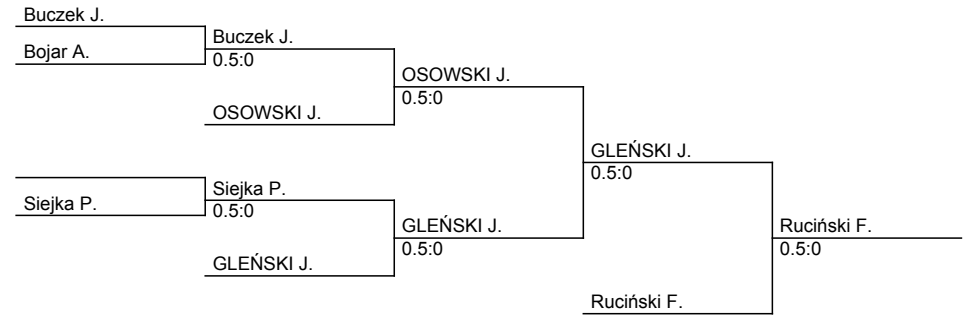 Buczek J.
Bojar A.
Buczek J.
0.5:0
OSOWSKI J.
OSOWSKI J.
0.5:0
Siejka P.
Siejka P.
0.5:0
GLEŃSKI J.
GLEŃSKI J.
0.5:0
GLEŃSKI J.
0.5:0
Ruciński F.
Ruciński F.
0.5:0